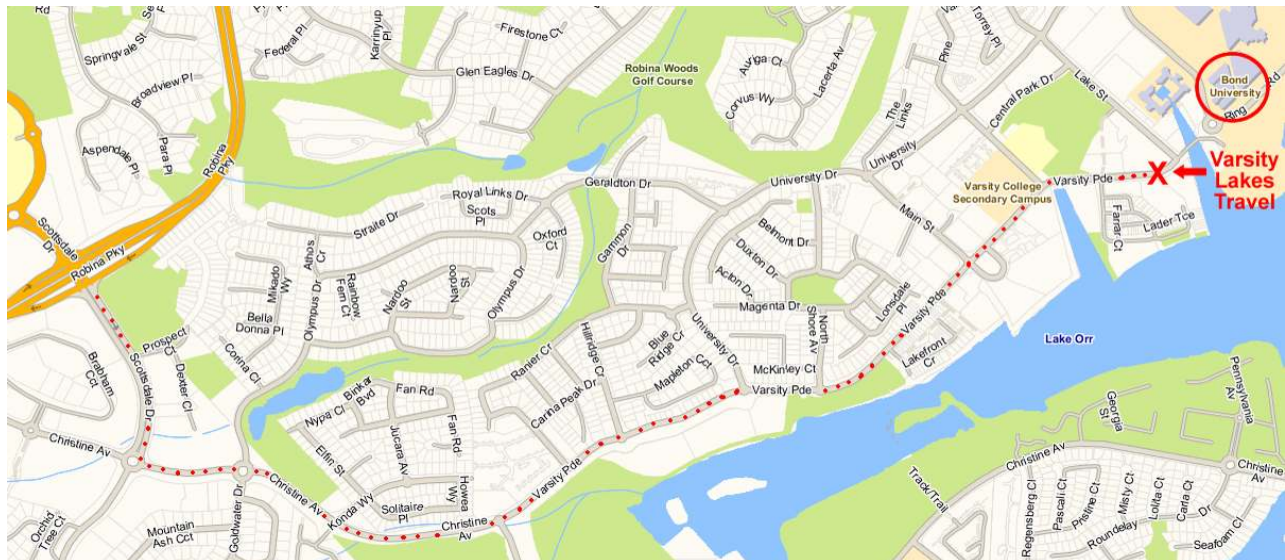 Rd
Springvale St
Broadview Pl
Federal Pl
Karrinyup Pl
Firestone Ct
Glen Eagles Dr
Robina Woods
Golf Course
Auriga Ct
Corvus Wy
Lacerta Av
The Links
Pine
Torrey Pl
Central Park Dr
Lake St
Bond
University
Ring Rd
Aspendale Pl
Para Pl
Robina
Pky
Scottsdale
Dr
Robina Pky
Straite Dr
Royal Links Dr
Scots
Pl
Oxford
Ct
Geraldton Dr
Gammon
Dr
University Dr
University
Dr
Main St
Varsity College
Secondary Campus
Varsity Pde
Varsity
Lakes
Travel
X
Farrar Ct
Lader Tce
Athos
Cr
Mikado
Wy
Bella
Donna Pl
Olympus Dr
Rainbow
Fern Ct
Nardoo
St
Nardoo
St
Olympus Dr
Belmont Dr
Duxton Dr
Acton Dr
Magenta Dr
North
Shore Av
Lonsdale
Pl
Varsity Pde
Lakefront
Cr
Lake Orr
Prospect
Ct
Dexter Ct
Corina Cl
Scottsdale Dr
Brabham
Cct
Ranier Cr
Hillridge Cr
Blue
Ridge Cr
University Dr
Mapleton Cct
McKinley Ct
Varsity Pde
Carina Peak Dr
Nypa Cl
Binkar
Bvd
Fan Rd
Fan Rd
Jucara Av
Elfin St
Howea
Wy
Konda Wy
Solitaire
Pl
Christine Av
Christine Av
Christine
Av
Varsity Pde
Goldwater Dr
Mountain
Ash Cct
Orchid
Tree Ct
Track/Trail
Georgia
St
Pennsylvania
Av
Christine Av
Christine
Av
Regensberg Cl
Pascali Ct
Pristine Ct
Misty Ct
Lolita Ct
Carla Ct
Roundelay
Dr
Seafoam Cl